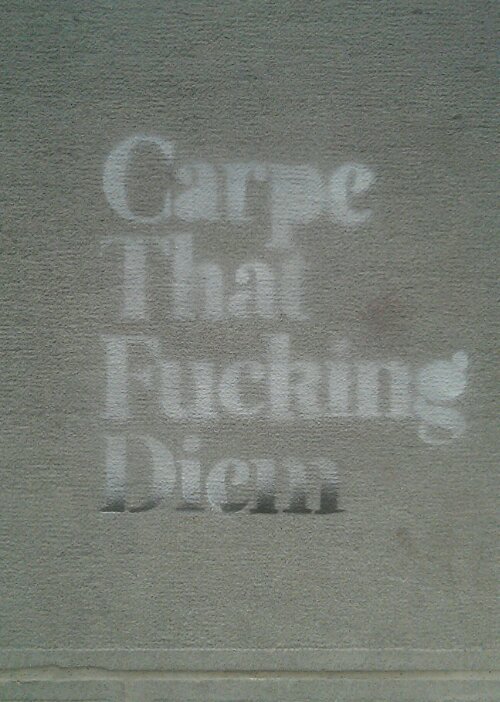 Carpe
That
Fucking
Diem